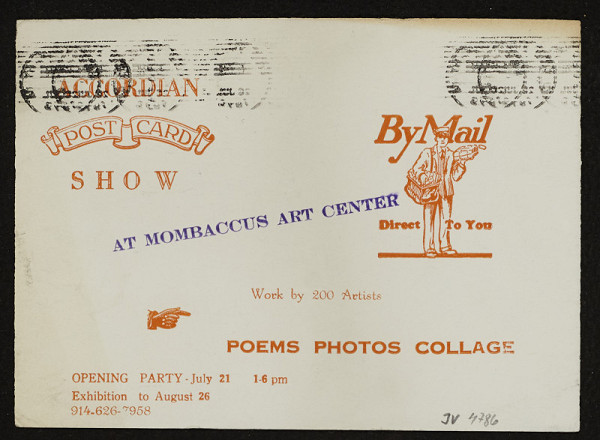 ACCORDIAN
POST CARD
SHOW
By Mail
Direct To You
AT MOMBACCUS ART CENTER
Work by 200 Artists
POEMS PHOTOS COLLAGE
OPENING PARTY - July 21 1-6 pm
Exhibition to August 26
914-626-7958
JV 4786